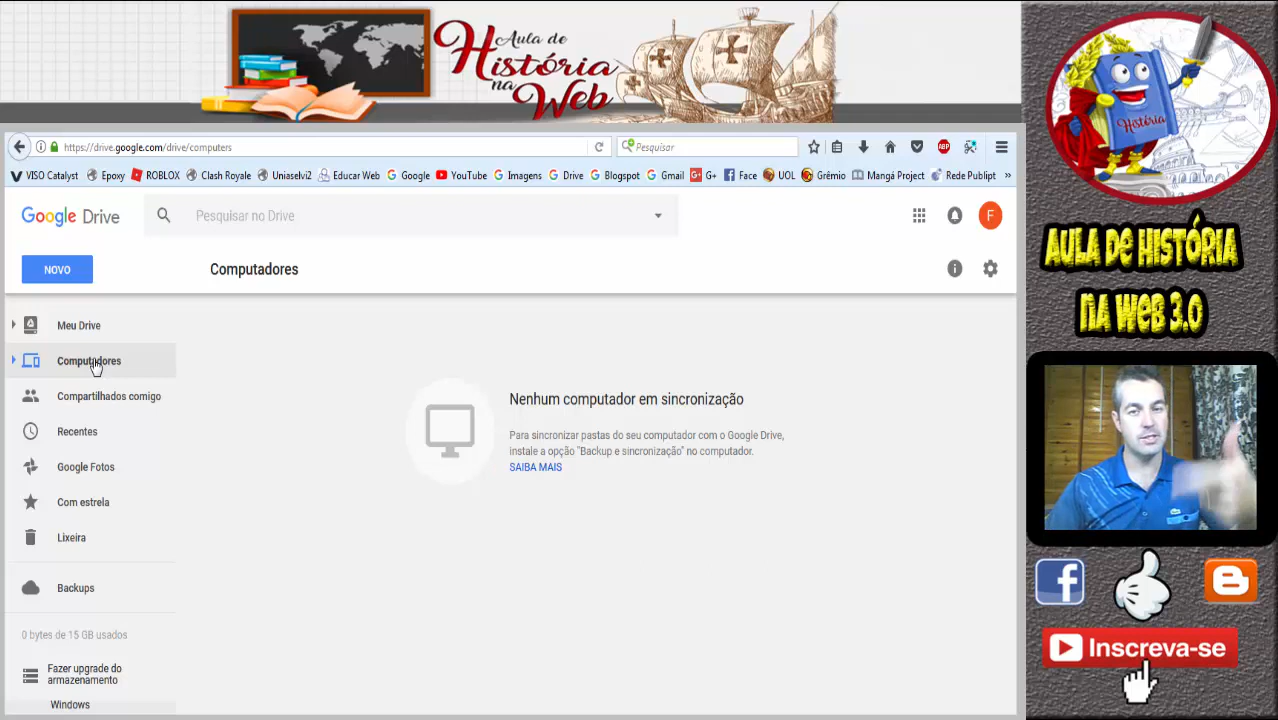 Aula de
História
na
Web
https://drive.google.com/drive/computers
Pesquisar
ABP
VISO Catalyst
Epoxy
ROBLOX
Clash Royale
Uniaselvi2
Educar Web
Google
YouTube
Imagens
Drive
Blogspot
Gmail
G+
Face
UOL
Grêmio
Mangá Project
Rede Publipt
»
Google Drive
Pesquisar no Drive
F
NOVO
Computadores
Meu Drive
Computadores
Compartilhados comigo
Recentes
Google Fotos
Com estrela
Lixeira
Backups
0 bytes de 15 GB usados
Fazer upgrade do
armazenamento
Windows
Nenhum computador em sincronização
Para sincronizar pastas do seu computador com o Google Drive,
instale a opção "Backup e sincronização" no computador.
SAIBA MAIS
História
AULA DE HISTÓRIA
NA WEB 3.0
Inscreva-se